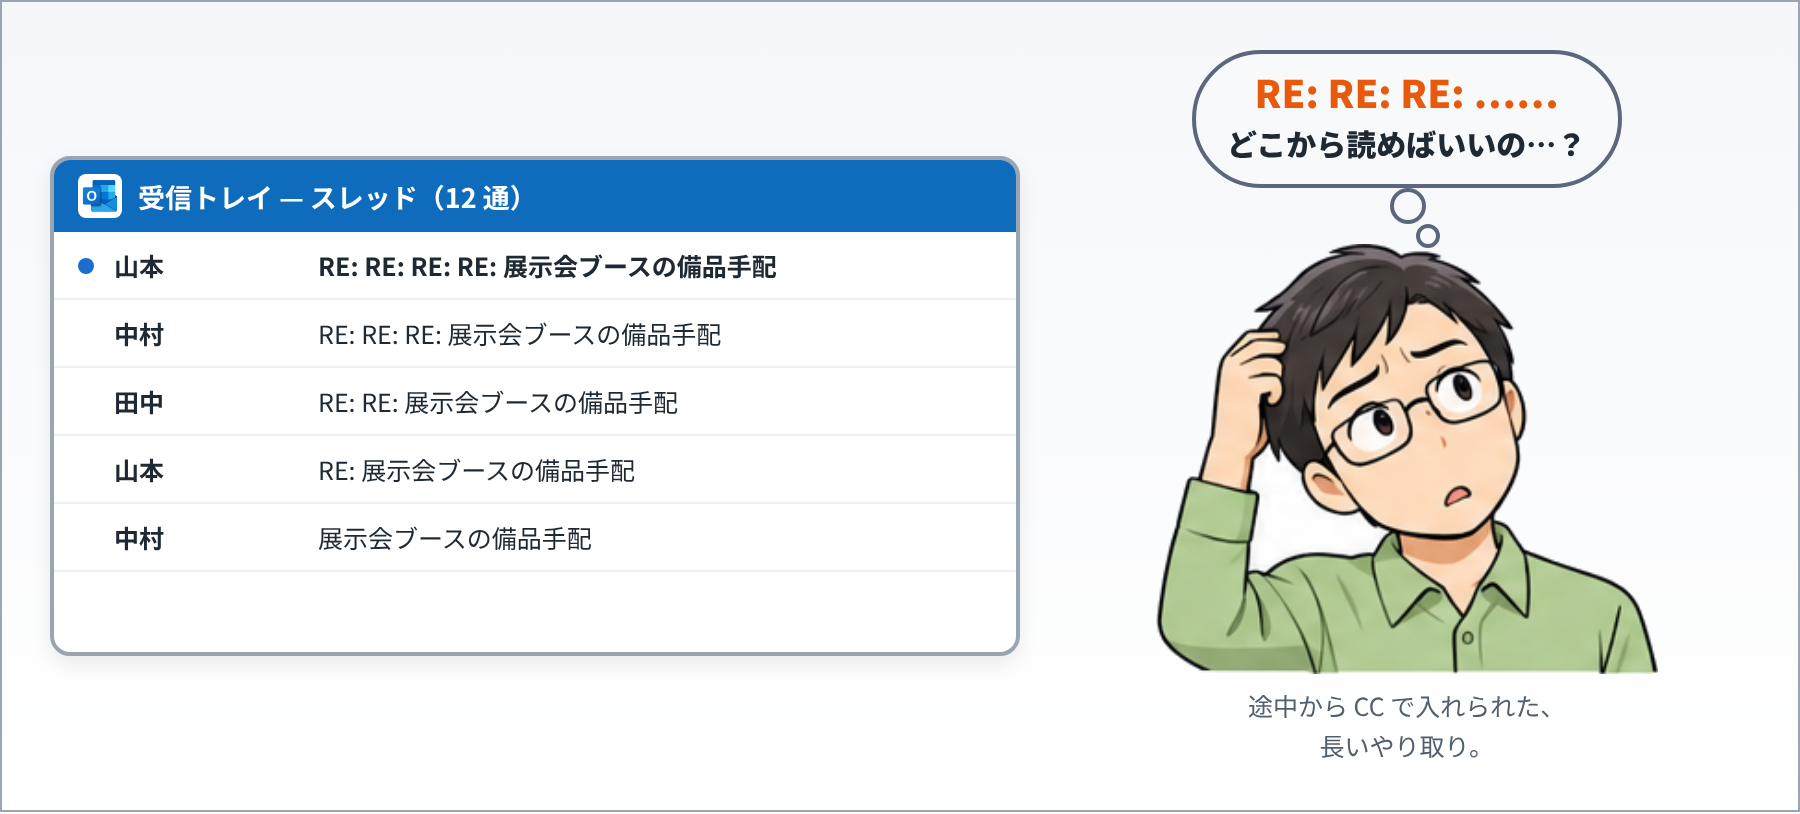 受信トレイ — スレッド（12 通）
山本 RE: RE: RE: RE: 展示会ブースの備品手配
中村 RE: RE: RE: 展示会ブースの備品手配
田中 RE: RE: 展示会ブースの備品手配
山本 RE: 展示会ブースの備品手配
中村 展示会ブースの備品手配
RE: RE: RE: ……
どこから読めばいいの…？
途中から CC で入れられた、
長いやり取り。